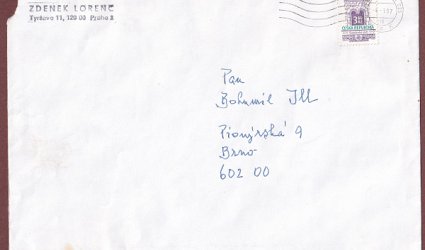 ZDENEK LORENC
Tyršova 11, 120 00 Praha 2
Pan
Bohumil Ill
Pionýrská 9
Brno
602 00